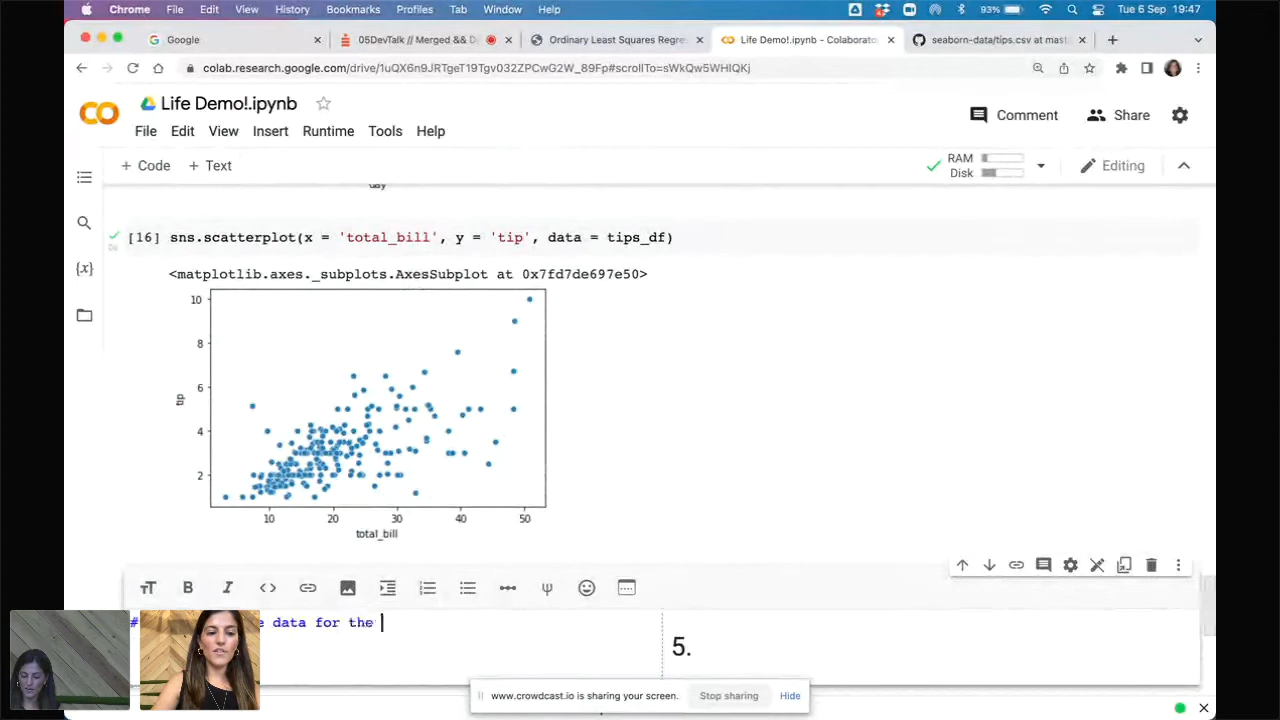 Chrome File Edit View History Bookmarks Profiles Tab Window Help 93% Tue 6 Sep 19:47
Google 05DevTalk // Merged && De Ordinary Least Squares Regres Life Demo!.ipynb - Colaborato seaborn-data/tips.csv at mast
colab.research.google.com/drive/1uQX6n9JRTgeT19Tgv032ZPCwG2W_89Fp#scrollTo=sWkQw5WHIQKj
Life Demo!.ipynb
File Edit View Insert Runtime Tools Help
Comment Share
+ Code + Text
RAM
Disk
Editing
day
[16] sns.scatterplot(x = 'total_bill', y = 'tip', data = tips_df)
<matplotlib.axes._subplots.AxesSubplot at 0x7fd7de697e50>
10
8
6
4
2
tip
10 20 30 40 50
total_bill
# e data for the
5.
www.crowdcast.io is sharing your screen. Stop sharing Hide